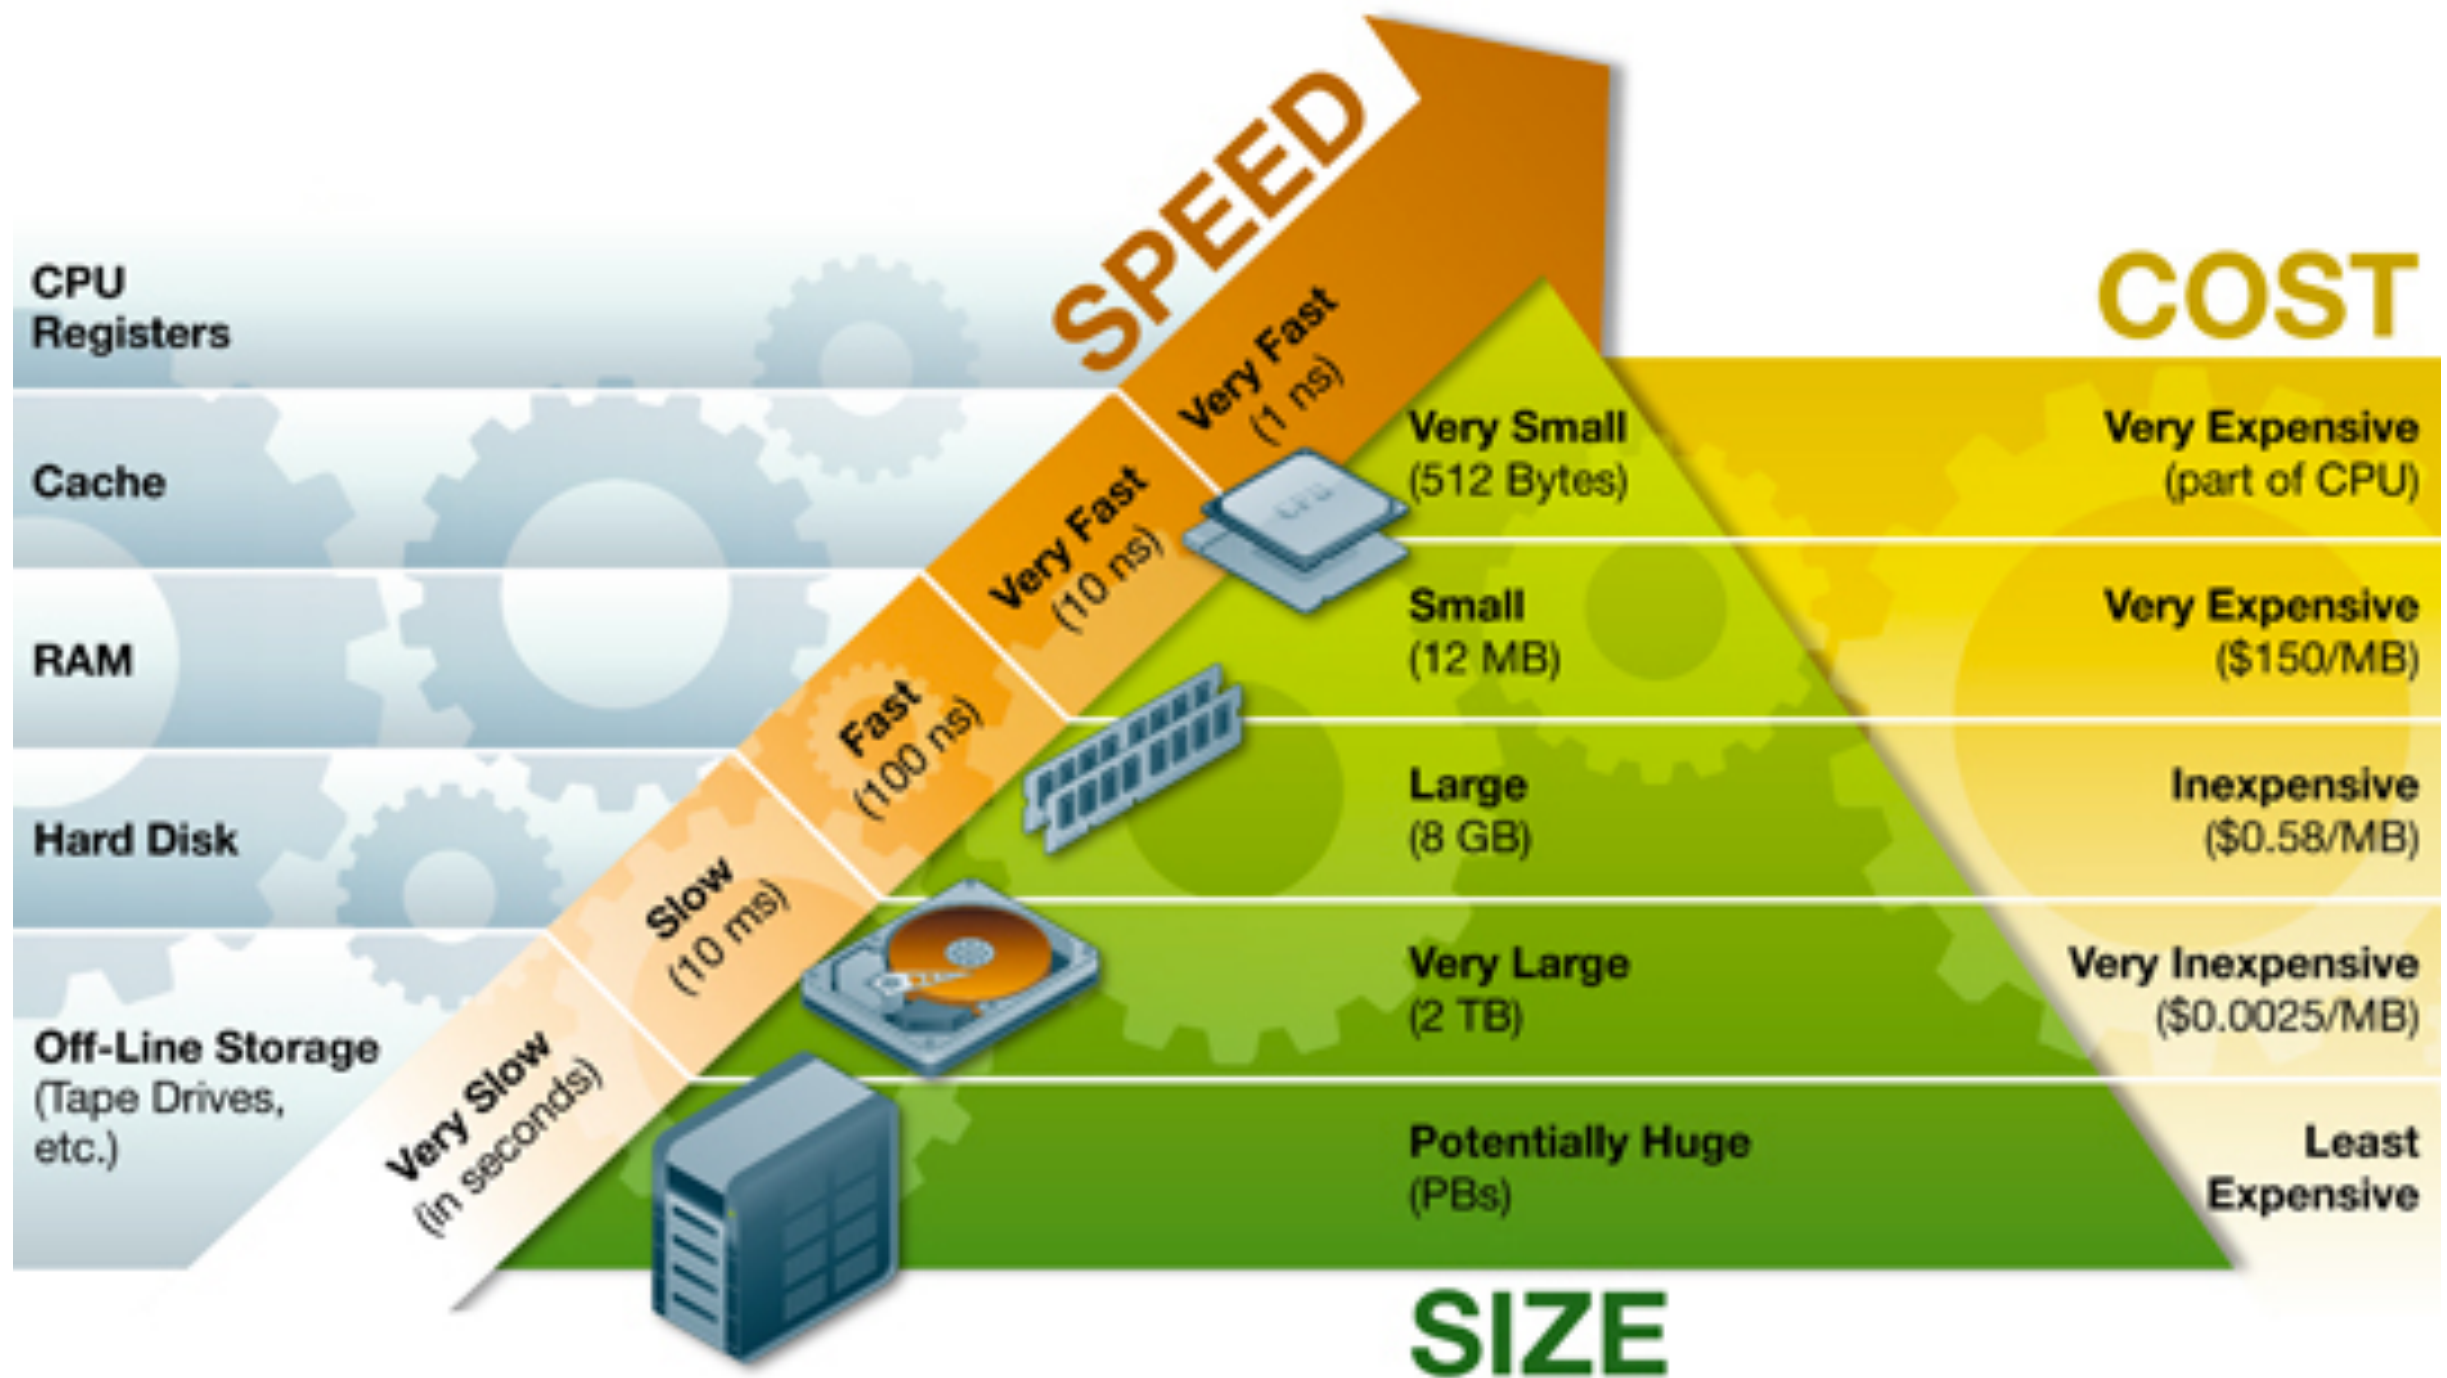 SPEED
COST
SIZE
CPU
Registers
Very Fast
(1 ns)
Very Small
(512 Bytes)
Very Expensive
(part of CPU)
Cache
Very Fast
(10 ns)
Small
(12 MB)
Very Expensive
($150/MB)
RAM
Fast
(100 ns)
Large
(8 GB)
Inexpensive
($0.58/MB)
Hard Disk
Slow
(10 ms)
Very Large
(2 TB)
Very Inexpensive
($0.0025/MB)
Off-Line Storage
(Tape Drives,
etc.)
Very Slow
(in seconds)
Potentially Huge
(PBs)
Least
Expensive
CPU